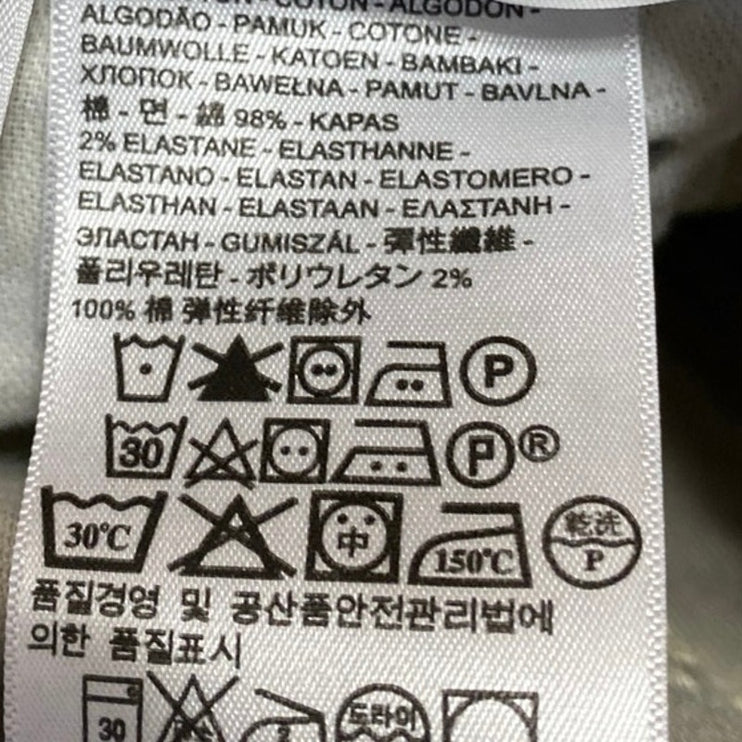 COTON - ALGODÓN -
ALGODÃO - PAMUK - COTONE -
BAUMWOLLE - KATOEN - BAMBAKI -
ХЛОПОК - BAWEŁNA - PAMUT - BAVLNA -
棉 - 면 - 綿 98% - KAPAS
2% ELASTANE - ELASTHANNE -
ELASTANO - ELASTAN - ELASTOMERO -
ELASTHAN - ELASTAAN - ΕΛΑΣΤΑΝΗ -
ЭЛАСТАН - GUMISZÁL - 彈性纖維 -
폴리우레탄 - ポリウレタン 2%
100% 棉 弹性纤维除外
P
30 P ®
30℃ 中 150℃ 乾洗 P
품질경영 및 공산품안전관리법에
의한 품질표시
30 2 드라이